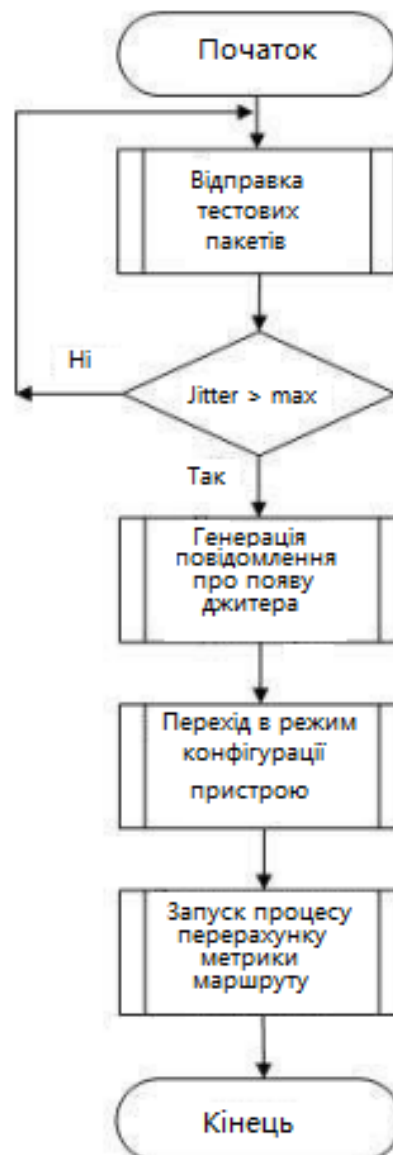 Початок
Відправка
тестових
пакетів
Ні
Jitter > max
Так
Генерація
повідомлення
про появу
джитера
Перехід в режим
конфігурації
пристрою
Запуск процесу
перерахунку
метрики
маршруту
Кінець